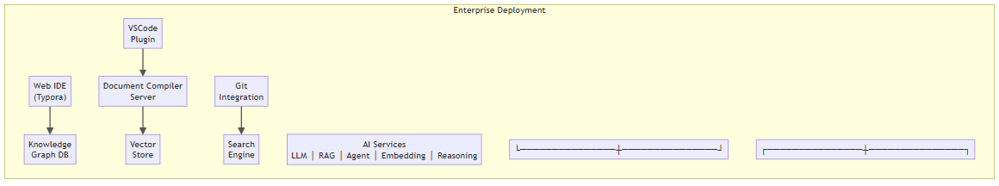 Enterprise Deployment
VSCode
Plugin
Web IDE
(Typora)
Document Compiler
Server
Git
Integration
Knowledge
Graph DB
Vector
Store
Search
Engine
AI Services
LLM │ RAG │ Agent │ Embedding │ Reasoning
└───────────────┼───────────────┘
┌───────────────┼───────────────┐